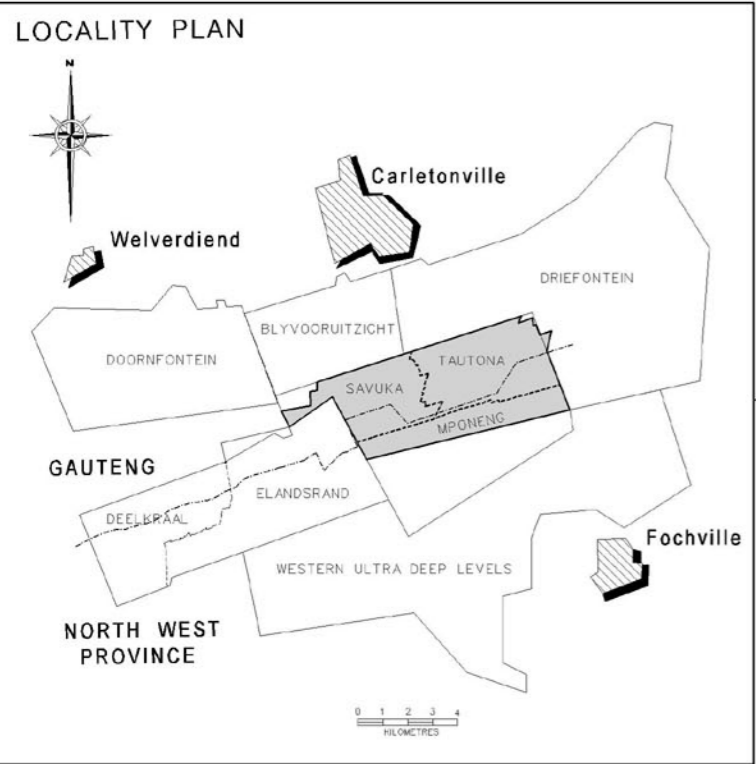 LOCALITY PLAN
N
Carletonville
Welverdiend
DRIEFONTEIN
BLYVOORUITZICHT
DOORNFONTEIN
TAUTONA
SAVUKA
MPONENG
GAUTENG
ELANDSRAND
DEELKRAAL
Fochville
WESTERN ULTRA DEEP LEVELS
NORTH WEST
PROVINCE
0 1 2 3 4
KILOMETRES